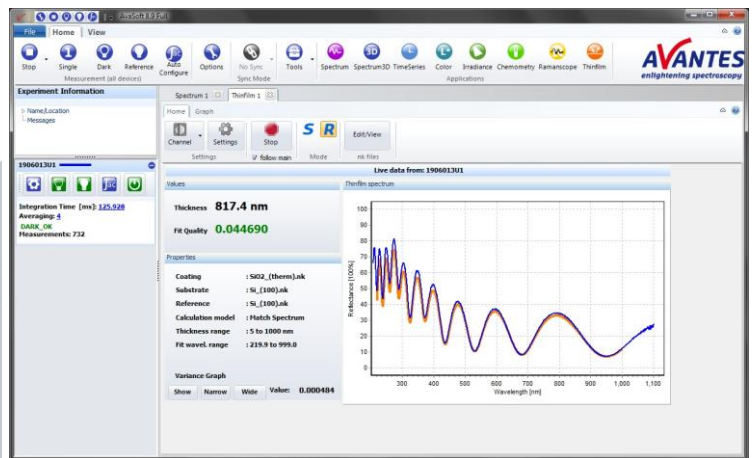 AvaSoft 8.3 Full
File Home View
Stop Single Dark Reference Auto Configure Options No Sync Tools Spectrum Spectrum3D TimeSeries Color Irradiance Chemometry Ramanscope Thinfilm
Measurement (all devices) Sync Mode Applications
AVANTES
enlightening spectroscopy
Experiment Information
Name/Location
Messages
1906013U1
Integration Time [ms]: 125.928
Averaging: 4
DARK_OK
Measurements: 732
Spectrum 1 Thinfilm 1
Home Graph
Channel Settings Stop S R Edit/View
follow main
Settings Mode nk files
Live data from: 1906013U1
Values
Thickness 817.4 nm
Fit Quality 0.044690
Properties
Coating : SiO2_(therm).nk
Substrate : Si_(100).nk
Reference : Si_(100).nk
Calculation model : Match Spectrum
Thickness range : 5 to 1000 nm
Fit wavel. range : 219.9 to 999.0
Variance Graph
Show Narrow Wide Value: 0.000484
Thinfilm spectrum
Reflectance [100%]
100
90
80
70
60
50
40
30
20
10
0
300 400 500 600 700 800 900 1,000 1,100
Wavelength [nm]